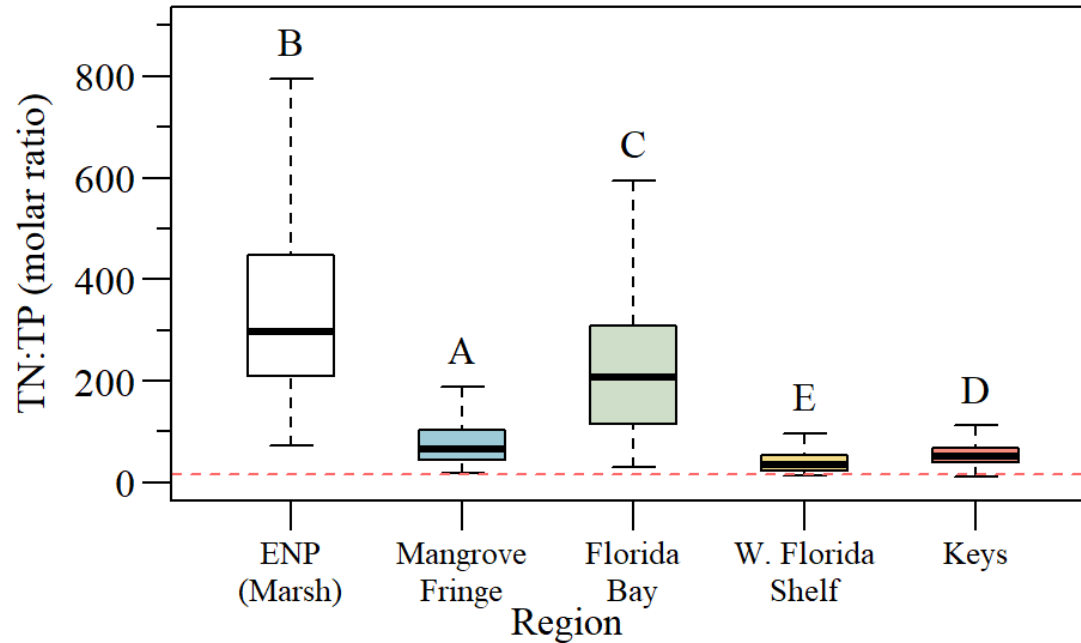 TN:TP (molar ratio)
800
600
400
200
0
B
A
C
E
D
ENP
(Marsh)
Mangrove
Fringe
Florida
Bay
W. Florida
Shelf
Keys
Region